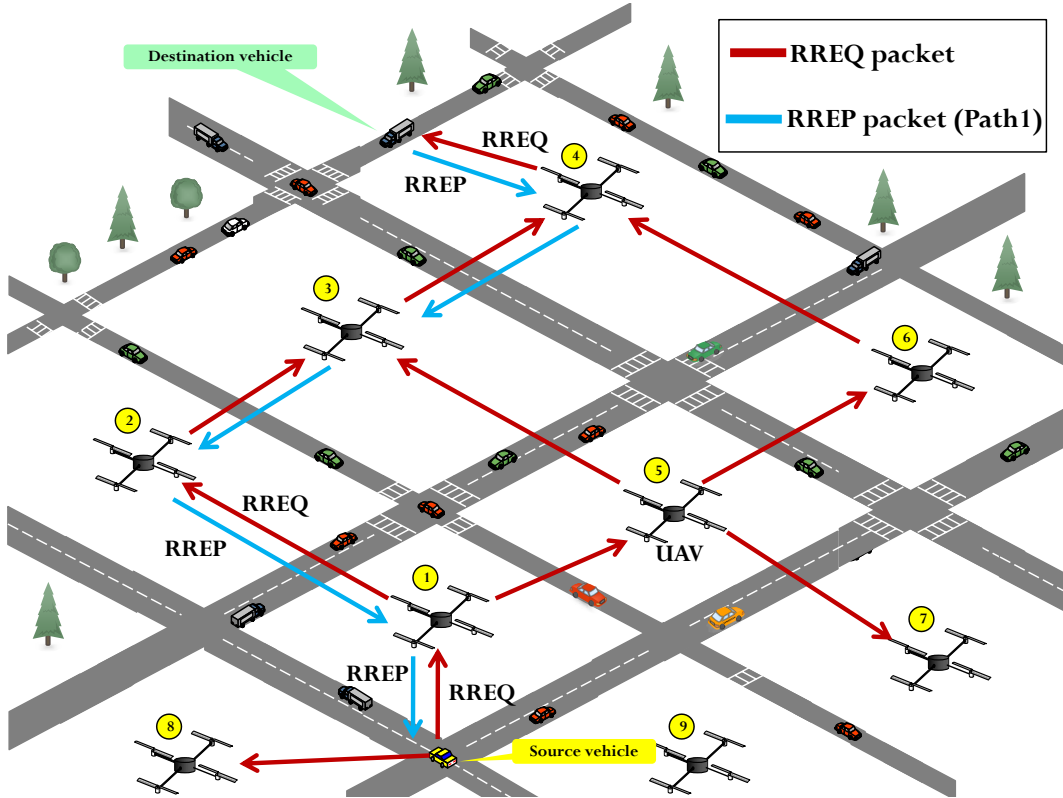 Destination vehicle
RREQ packet
RREP packet (Path1)
RREQ
4
RREP
3
6
2
5
RREQ
RREP
UAV
1
7
RREP
RREQ
8
9
Source vehicle